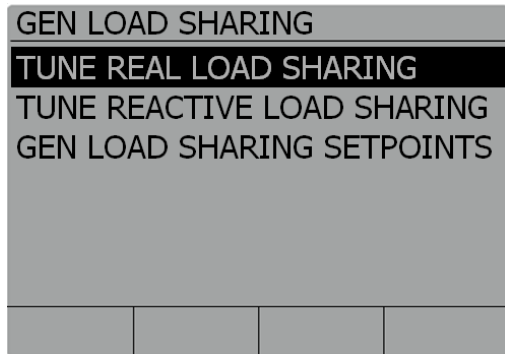 GEN LOAD SHARING
TUNE REAL LOAD SHARING
TUNE REACTIVE LOAD SHARING
GEN LOAD SHARING SETPOINTS